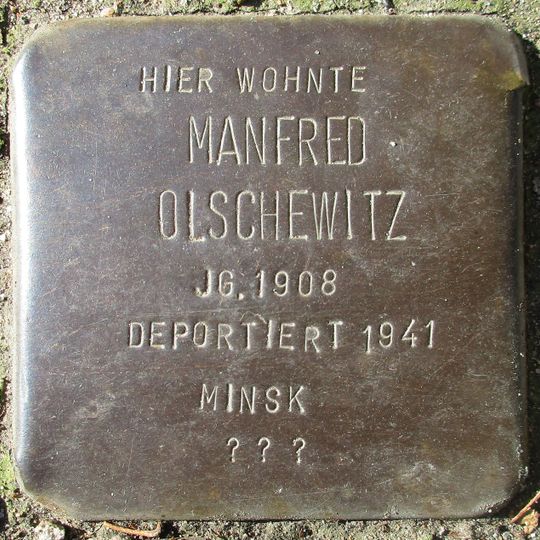 HIER WOHNTE
MANFRED
OLSCHEWITZ
JG. 1908
DEPORTIERT 1941
MINSK
? ? ?